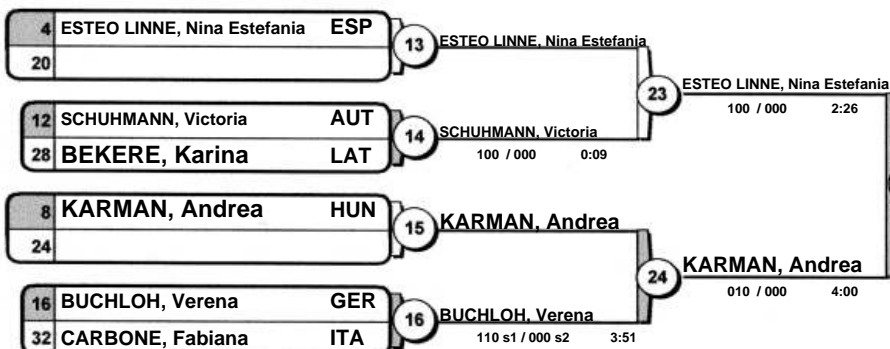 4 ESTEO LINNE, Nina Estefania ESP
20
13 ESTEO LINNE, Nina Estefania
12 SCHUHMANN, Victoria AUT
28 BEKERE, Karina LAT
14 SCHUHMANN, Victoria
100 / 000 0:09
23 ESTEO LINNE, Nina Estefania
100 / 000 2:26
8 KARMAN, Andrea HUN
24
15 KARMAN, Andrea
16 BUCHLOH, Verena GER
32 CARBONE, Fabiana ITA
16 BUCHLOH, Verena
110 s1 / 000 s2 3:51
24 KARMAN, Andrea
010 / 000 4:00